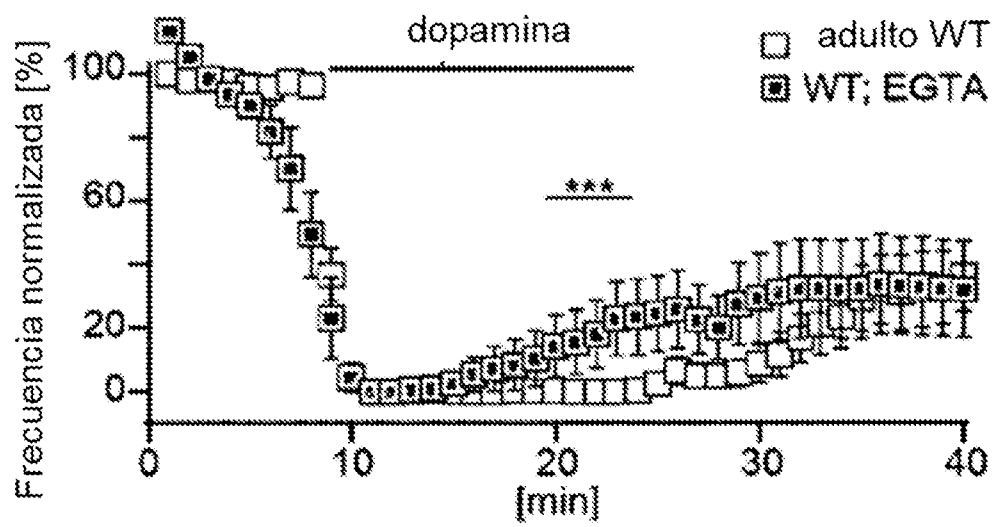 dopamina
adulto WT
WT; EGTA
Frecuencia normalizada [%]
100
60
20
0
***
0 10 20 30 40
[min]